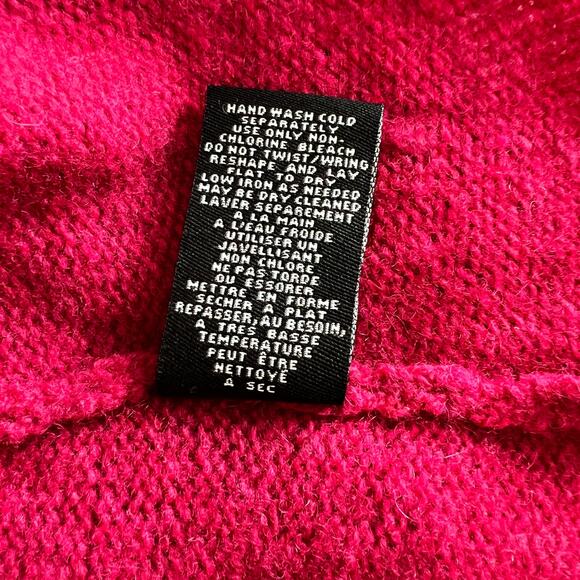 HAND WASH COLD
SEPARATELY
USE ONLY NON-
CHLORINE BLEACH
DO NOT TWIST/WRING
RESHAPE AND LAY
FLAT TO DRY
LOW IRON AS NEEDED
MAY BE DRY CLEANED
LAVER SEPAREMENT
A LA MAIN
A L'EAU FROIDE
UTILISER UN
JAVELLISANT
NON CHLORE
NE PAS TORDE
OU ESSORER
METTRE EN FORME
SECHER A PLAT
REPASSER, AU BESOIN,
A TRES BASSE
TEMPERATURE
PEUT ÊTRE
NETTOYÉ
A SEC